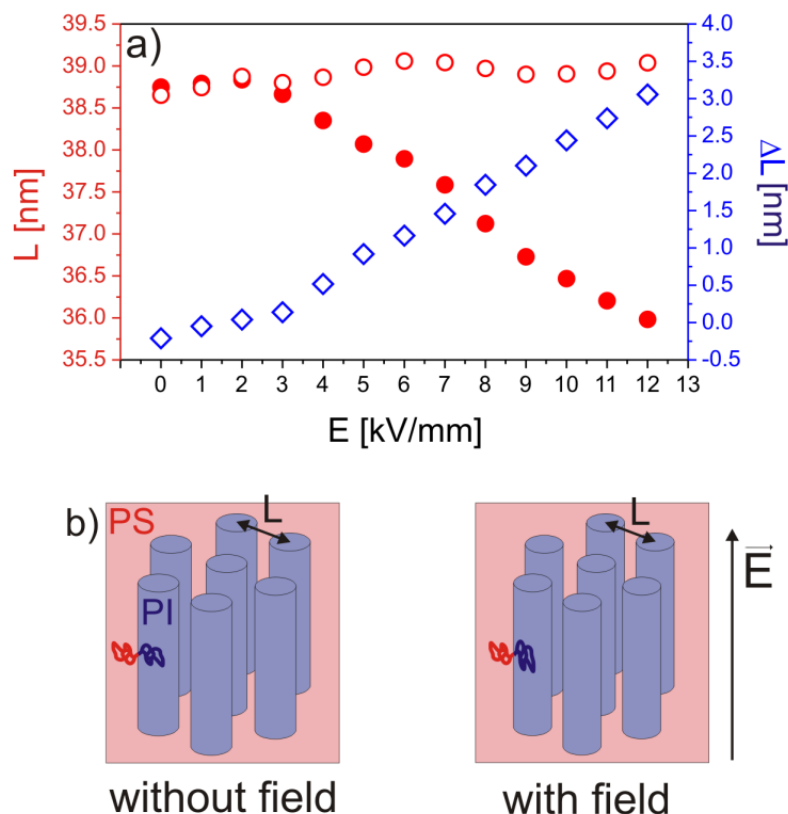 a)
39.5
39.0
38.5
38.0
37.5
37.0
36.5
36.0
35.5
L [nm]
4.0
3.5
3.0
2.5
2.0
1.5
1.0
0.5
0.0
-0.5
ΔL [nm]
0 1 2 3 4 5 6 7 8 9 10 11 12 13
E [kV/mm]
b) PS
L
PI
without field
L
E
with field